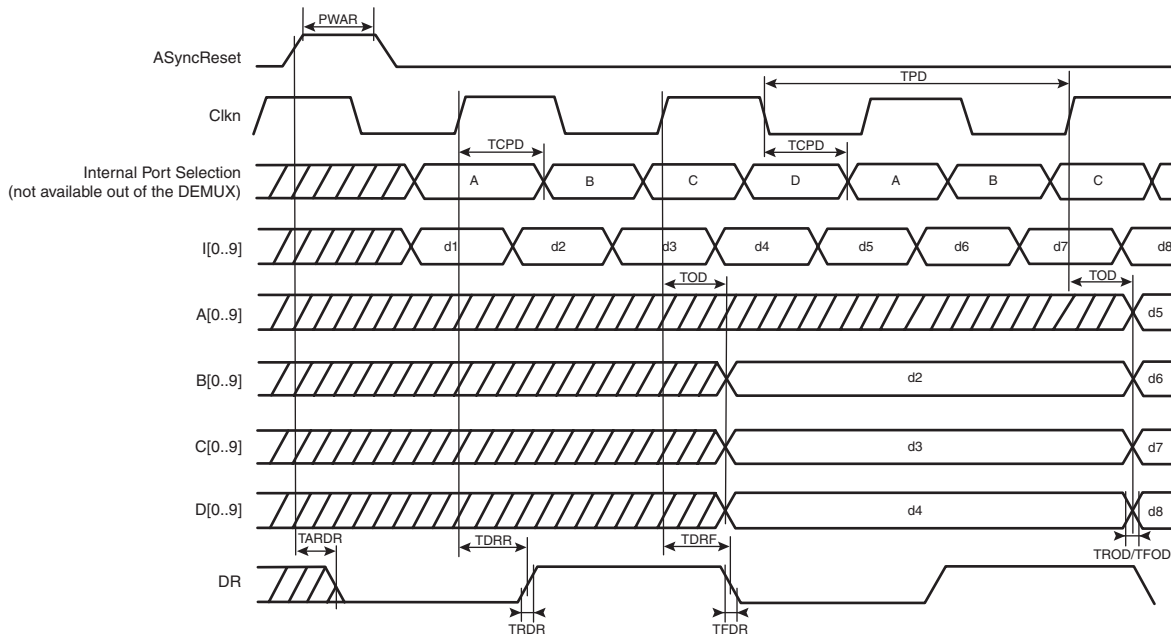 PWAR
ASyncReset
TPD
Clkn
TCPD TCPD
Internal Port Selection
(not available out of the DEMUX)
A B C D A B C
I[0..9] d1 d2 d3 d4 d5 d6 d7 d8
TOD TOD
A[0..9] d5
B[0..9] d2 d6
C[0..9] d3 d7
D[0..9] d4 d8
TARDR TDRR TDRF TROD/TFOD
DR
TRDR TFDR